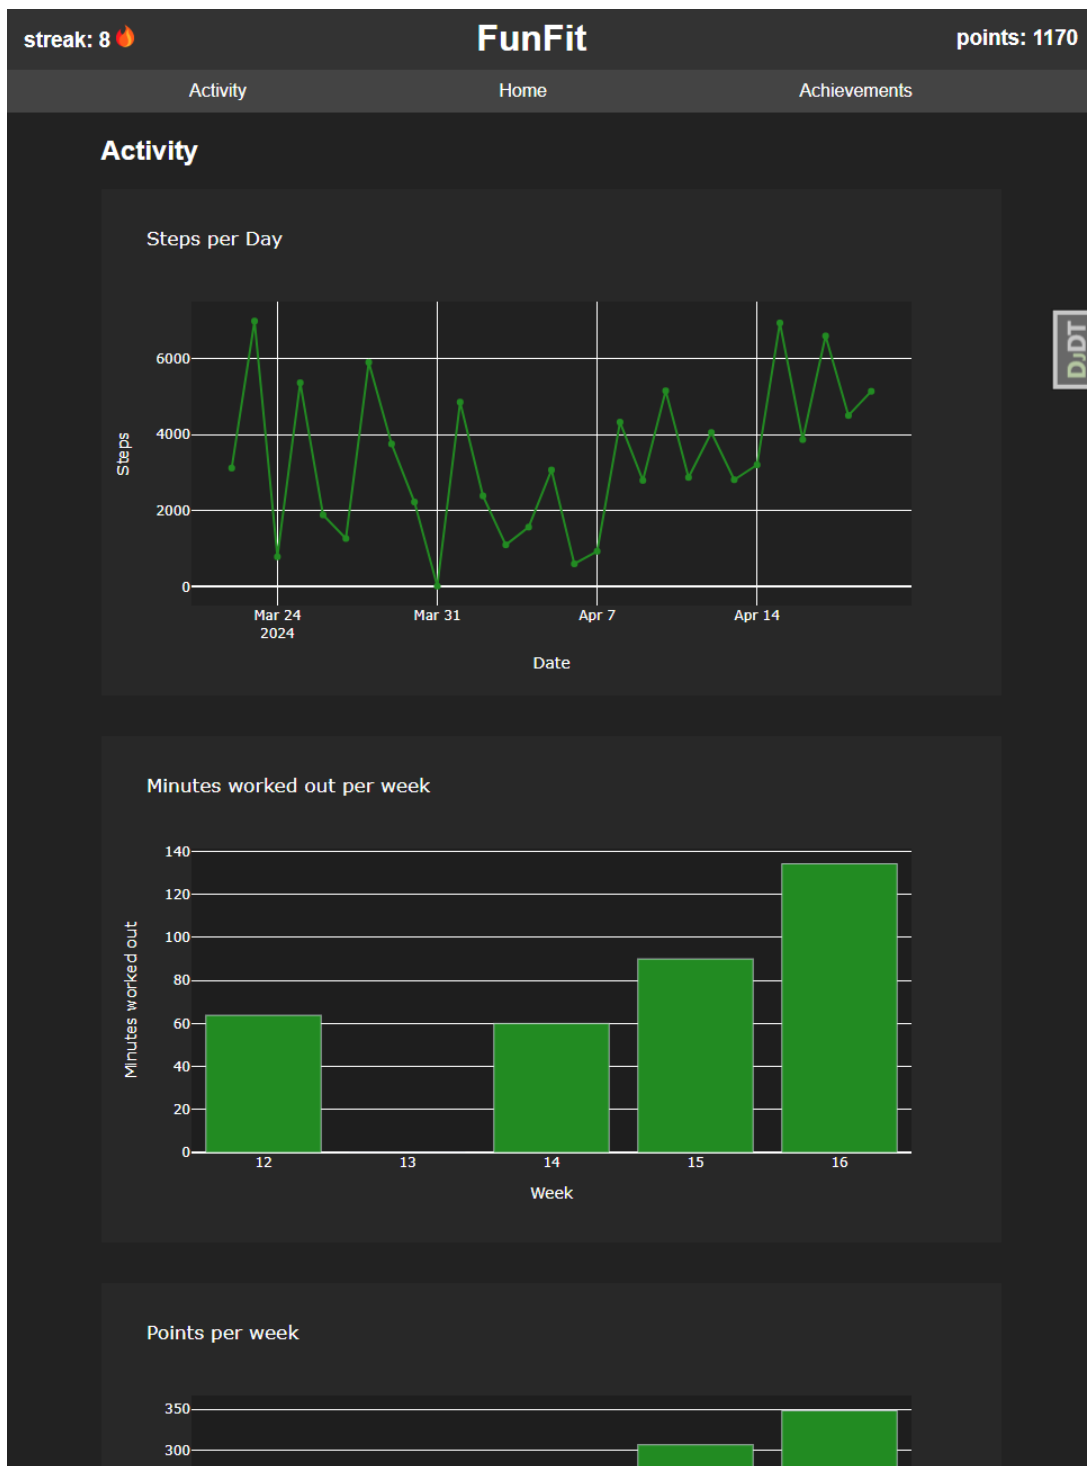 streak: 8🔥
FunFit
points: 1170
Activity
Home
Achievements
Activity
DJDT
Steps per Day
6000
4000
2000
0
Steps
Mar 24
2024
Mar 31
Apr 7
Apr 14
Date
Minutes worked out per week
140
120
100
80
60
40
20
0
Minutes worked out
12
13
14
15
16
Week
Points per week
350
300